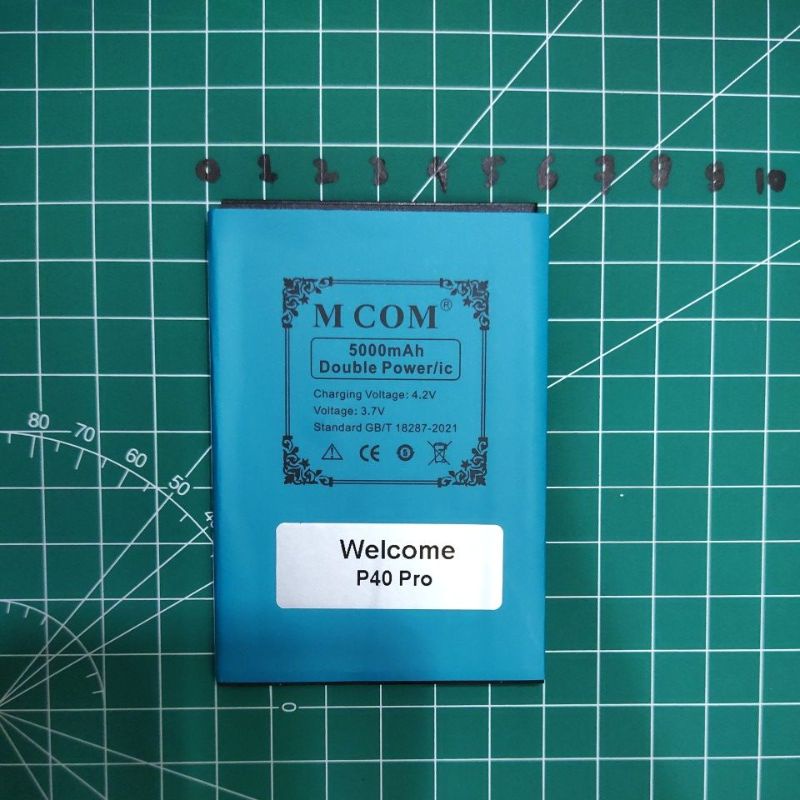 0 1 2 3 4 5 6 7 8 9 10
M COM®
5000mAh
Double Power/ic
Charging Voltage: 4.2V
Voltage: 3.7V
Standard GB/T 18287-2021
CE
Welcome
P40 Pro
80
70
60
50
0